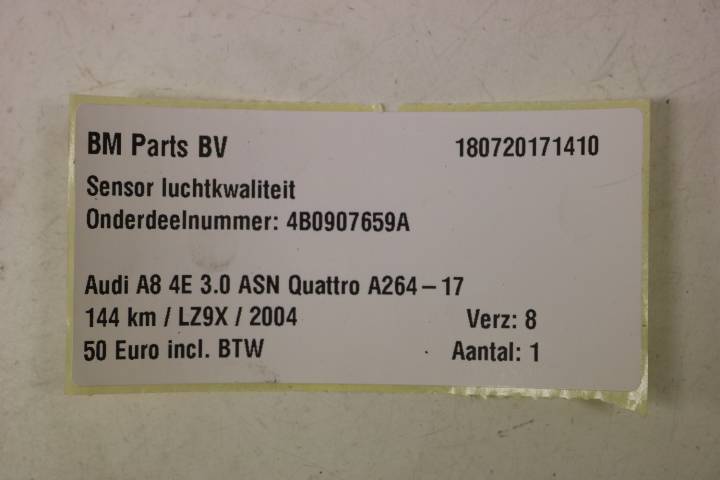 BM Parts BV 180720171410
Sensor luchtkwaliteit
Onderdeelnummer: 4B0907659A
Audi A8 4E 3.0 ASN Quattro A264 – 17
144 km / LZ9X / 2004 Verz: 8
50 Euro incl. BTW Aantal: 1